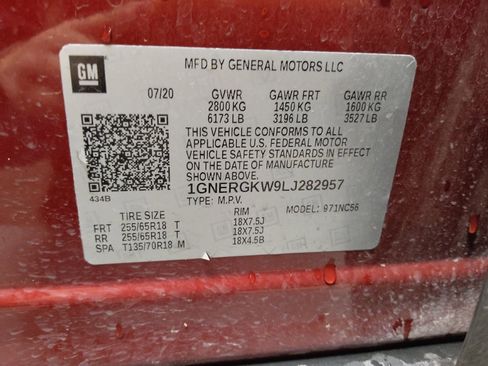 GM
MFD BY GENERAL MOTORS LLC
07/20 GVWR GAWR FRT GAWR RR
2800 KG 1450 KG 1600 KG
6173 LB 3196 LB 3527 LB
THIS VEHICLE CONFORMS TO ALL
APPLICABLE U.S. FEDERAL MOTOR
VEHICLE SAFETY STANDARDS IN EFFECT
ON THE DATE OF MANUFACTURE
SHOWN ABOVE.
1GNERGKW9LJ282957
434B TYPE: M.P.V. MODEL: 971NC56
TIRE SIZE RIM
FRT 255/65R18 T 18X7.5J
RR 255/65R18 T 18X7.5J
SPA T135/70R18 M 18X4.5B